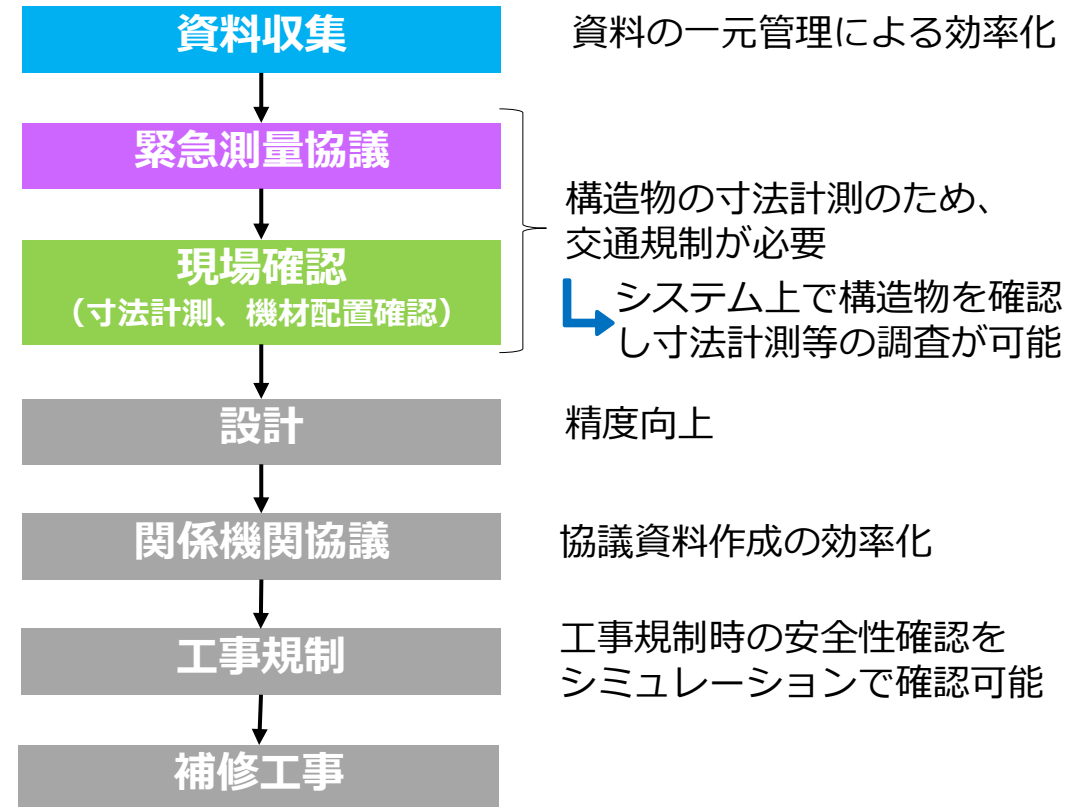 資料収集
資料の一元管理による効率化
緊急測量協議
現場確認
（寸法計測、機材配置確認）
構造物の寸法計測のため、
交通規制が必要
システム上で構造物を確認
し寸法計測等の調査が可能
設計
精度向上
関係機関協議
協議資料作成の効率化
工事規制
工事規制時の安全性確認を
シミュレーションで確認可能
補修工事